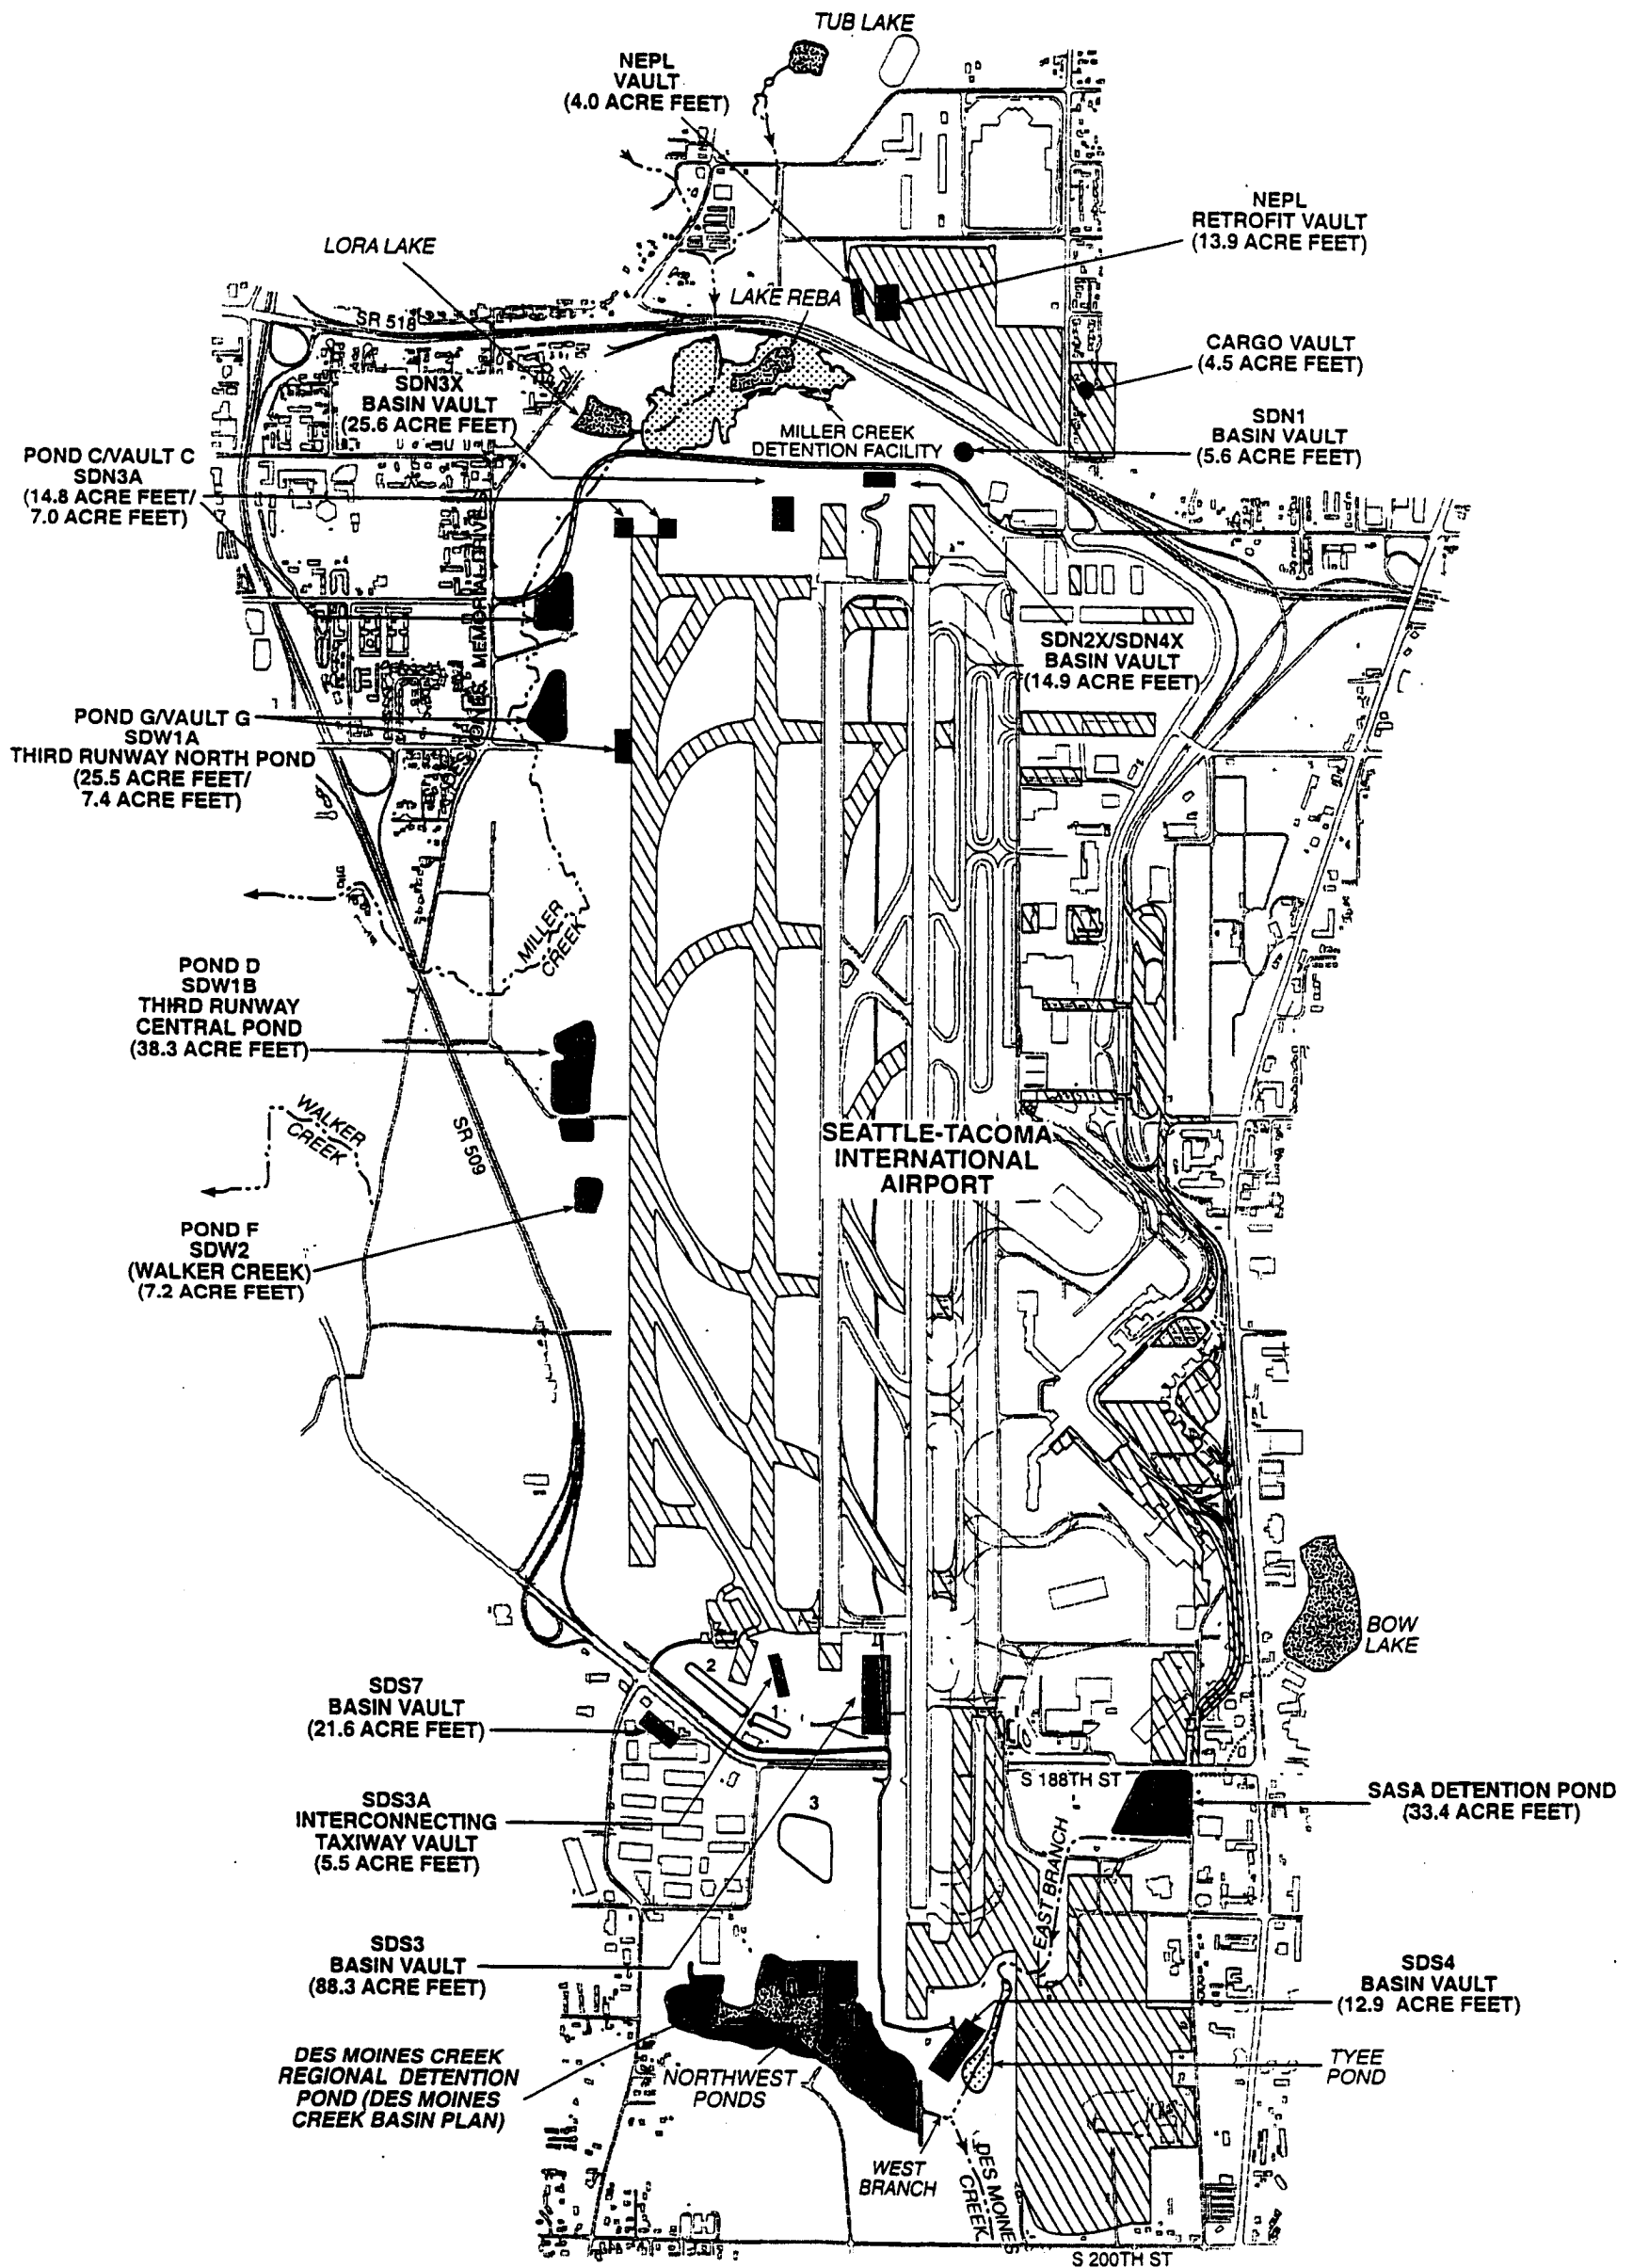 TUB LAKE
NEPL
VAULT
(4.0 ACRE FEET)
NEPL
RETROFIT VAULT
(13.9 ACRE FEET)
LORA LAKE
LAKE REBA
SR 518
CARGO VAULT
(4.5 ACRE FEET)
SDN3X
BASIN VAULT
(25.6 ACRE FEET)
SDN1
BASIN VAULT
(5.6 ACRE FEET)
MILLER CREEK
DETENTION FACILITY
POND C/VAULT C
SDN3A
(14.8 ACRE FEET/
7.0 ACRE FEET)
DES MOINES MEMORIAL DRIVE
SDN2X/SDN4X
BASIN VAULT
(14.9 ACRE FEET)
POND G/VAULT G
SDW1A
THIRD RUNWAY NORTH POND
(25.5 ACRE FEET/
7.4 ACRE FEET)
MILLER
CREEK
POND D
SDW1B
THIRD RUNWAY
CENTRAL POND
(38.3 ACRE FEET)
WALKER
CREEK
SR 509
SEATTLE-TACOMA
INTERNATIONAL
AIRPORT
POND F
SDW2
(WALKER CREEK)
(7.2 ACRE FEET)
BOW
LAKE
2
1
SDS7
BASIN VAULT
(21.6 ACRE FEET)
S 188TH ST
SASA DETENTION POND
(33.4 ACRE FEET)
SDS3A
INTERCONNECTING
TAXIWAY VAULT
(5.5 ACRE FEET)
3
EAST BRANCH
SDS3
BASIN VAULT
(88.3 ACRE FEET)
SDS4
BASIN VAULT
(12.9 ACRE FEET)
DES MOINES CREEK
REGIONAL DETENTION
POND (DES MOINES
CREEK BASIN PLAN)
NORTHWEST
PONDS
TYEE
POND
WEST
BRANCH
DES MOINES
CREEK
S 200TH ST